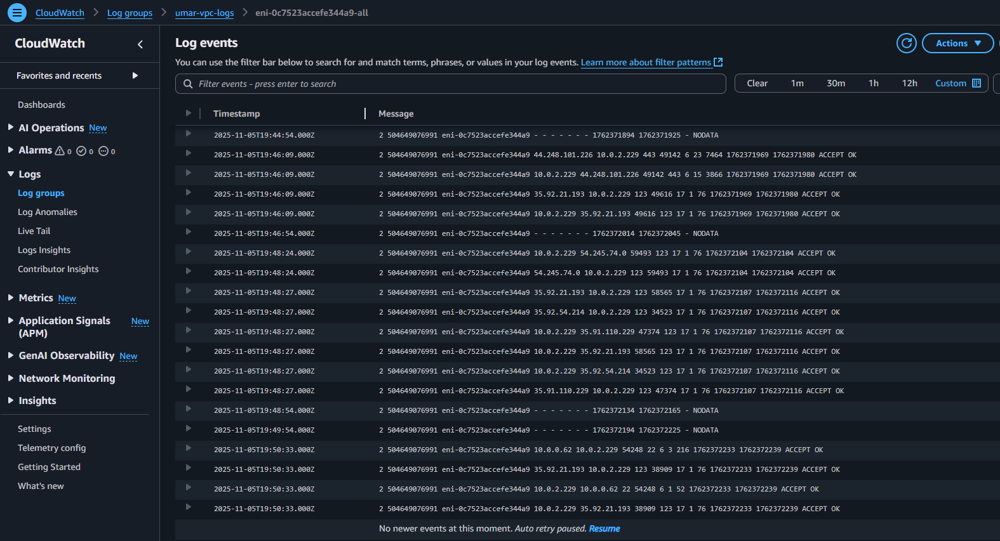 CloudWatch > Log groups > umar-vpc-logs > eni-0c7523accefe344a9-all
CloudWatch
Favorites and recents
Dashboards
AI Operations New
Alarms 0 0 0
Logs
Log groups
Log Anomalies
Live Tail
Logs Insights
Contributor Insights
Metrics New
Application Signals (APM) New
GenAI Observability New
Network Monitoring
Insights
Settings
Telemetry config
Getting Started
What's new
Log events
Actions
You can use the filter bar below to search for and match terms, phrases, or values in your log events. Learn more about filter patterns
Filter events - press enter to search
Clear 1m 30m 1h 12h Custom
Timestamp Message
2025-11-05T19:44:54.000Z 2 504649076991 eni-0c7523accefe344a9 - - - - - - - 1762371894 1762371925 - NODATA
2025-11-05T19:46:09.000Z 2 504649076991 eni-0c7523accefe344a9 44.248.101.226 10.0.2.229 443 49142 6 23 7464 1762371969 1762371980 ACCEPT OK
2025-11-05T19:46:09.000Z 2 504649076991 eni-0c7523accefe344a9 10.0.2.229 44.248.101.226 49142 443 6 15 3866 1762371969 1762371980 ACCEPT OK
2025-11-05T19:46:09.000Z 2 504649076991 eni-0c7523accefe344a9 35.92.21.193 10.0.2.229 123 49616 17 1 76 1762371969 1762371980 ACCEPT OK
2025-11-05T19:46:09.000Z 2 504649076991 eni-0c7523accefe344a9 10.0.2.229 35.92.21.193 49616 123 17 1 76 1762371969 1762371980 ACCEPT OK
2025-11-05T19:46:54.000Z 2 504649076991 eni-0c7523accefe344a9 - - - - - - - 1762372014 1762372045 - NODATA
2025-11-05T19:48:24.000Z 2 504649076991 eni-0c7523accefe344a9 10.0.2.229 54.245.74.0 59493 123 17 1 76 1762372104 1762372104 ACCEPT OK
2025-11-05T19:48:24.000Z 2 504649076991 eni-0c7523accefe344a9 54.245.74.0 10.0.2.229 123 59493 17 1 76 1762372104 1762372104 ACCEPT OK
2025-11-05T19:48:27.000Z 2 504649076991 eni-0c7523accefe344a9 35.92.21.193 10.0.2.229 123 58565 17 1 76 1762372107 1762372116 ACCEPT OK
2025-11-05T19:48:27.000Z 2 504649076991 eni-0c7523accefe344a9 35.92.54.214 10.0.2.229 123 34523 17 1 76 1762372107 1762372116 ACCEPT OK
2025-11-05T19:48:27.000Z 2 504649076991 eni-0c7523accefe344a9 10.0.2.229 35.91.110.229 47374 123 17 1 76 1762372107 1762372116 ACCEPT OK
2025-11-05T19:48:27.000Z 2 504649076991 eni-0c7523accefe344a9 10.0.2.229 35.92.21.193 58565 123 17 1 76 1762372107 1762372116 ACCEPT OK
2025-11-05T19:48:27.000Z 2 504649076991 eni-0c7523accefe344a9 10.0.2.229 35.92.54.214 34523 123 17 1 76 1762372107 1762372116 ACCEPT OK
2025-11-05T19:48:27.000Z 2 504649076991 eni-0c7523accefe344a9 35.91.110.229 10.0.2.229 123 47374 17 1 76 1762372107 1762372116 ACCEPT OK
2025-11-05T19:48:54.000Z 2 504649076991 eni-0c7523accefe344a9 - - - - - - - 1762372134 1762372165 - NODATA
2025-11-05T19:49:54.000Z 2 504649076991 eni-0c7523accefe344a9 - - - - - - - 1762372194 1762372225 - NODATA
2025-11-05T19:50:33.000Z 2 504649076991 eni-0c7523accefe344a9 10.0.0.62 10.0.2.229 54248 22 6 3 216 1762372233 1762372239 ACCEPT OK
2025-11-05T19:50:33.000Z 2 504649076991 eni-0c7523accefe344a9 35.92.21.193 10.0.2.229 123 38909 17 1 76 1762372233 1762372239 ACCEPT OK
2025-11-05T19:50:33.000Z 2 504649076991 eni-0c7523accefe344a9 10.0.2.229 10.0.0.62 22 54248 6 1 52 1762372233 1762372239 ACCEPT OK
2025-11-05T19:50:33.000Z 2 504649076991 eni-0c7523accefe344a9 10.0.2.229 35.92.21.193 38909 123 17 1 76 1762372233 1762372239 ACCEPT OK
No newer events at this moment. Auto retry paused. Resume